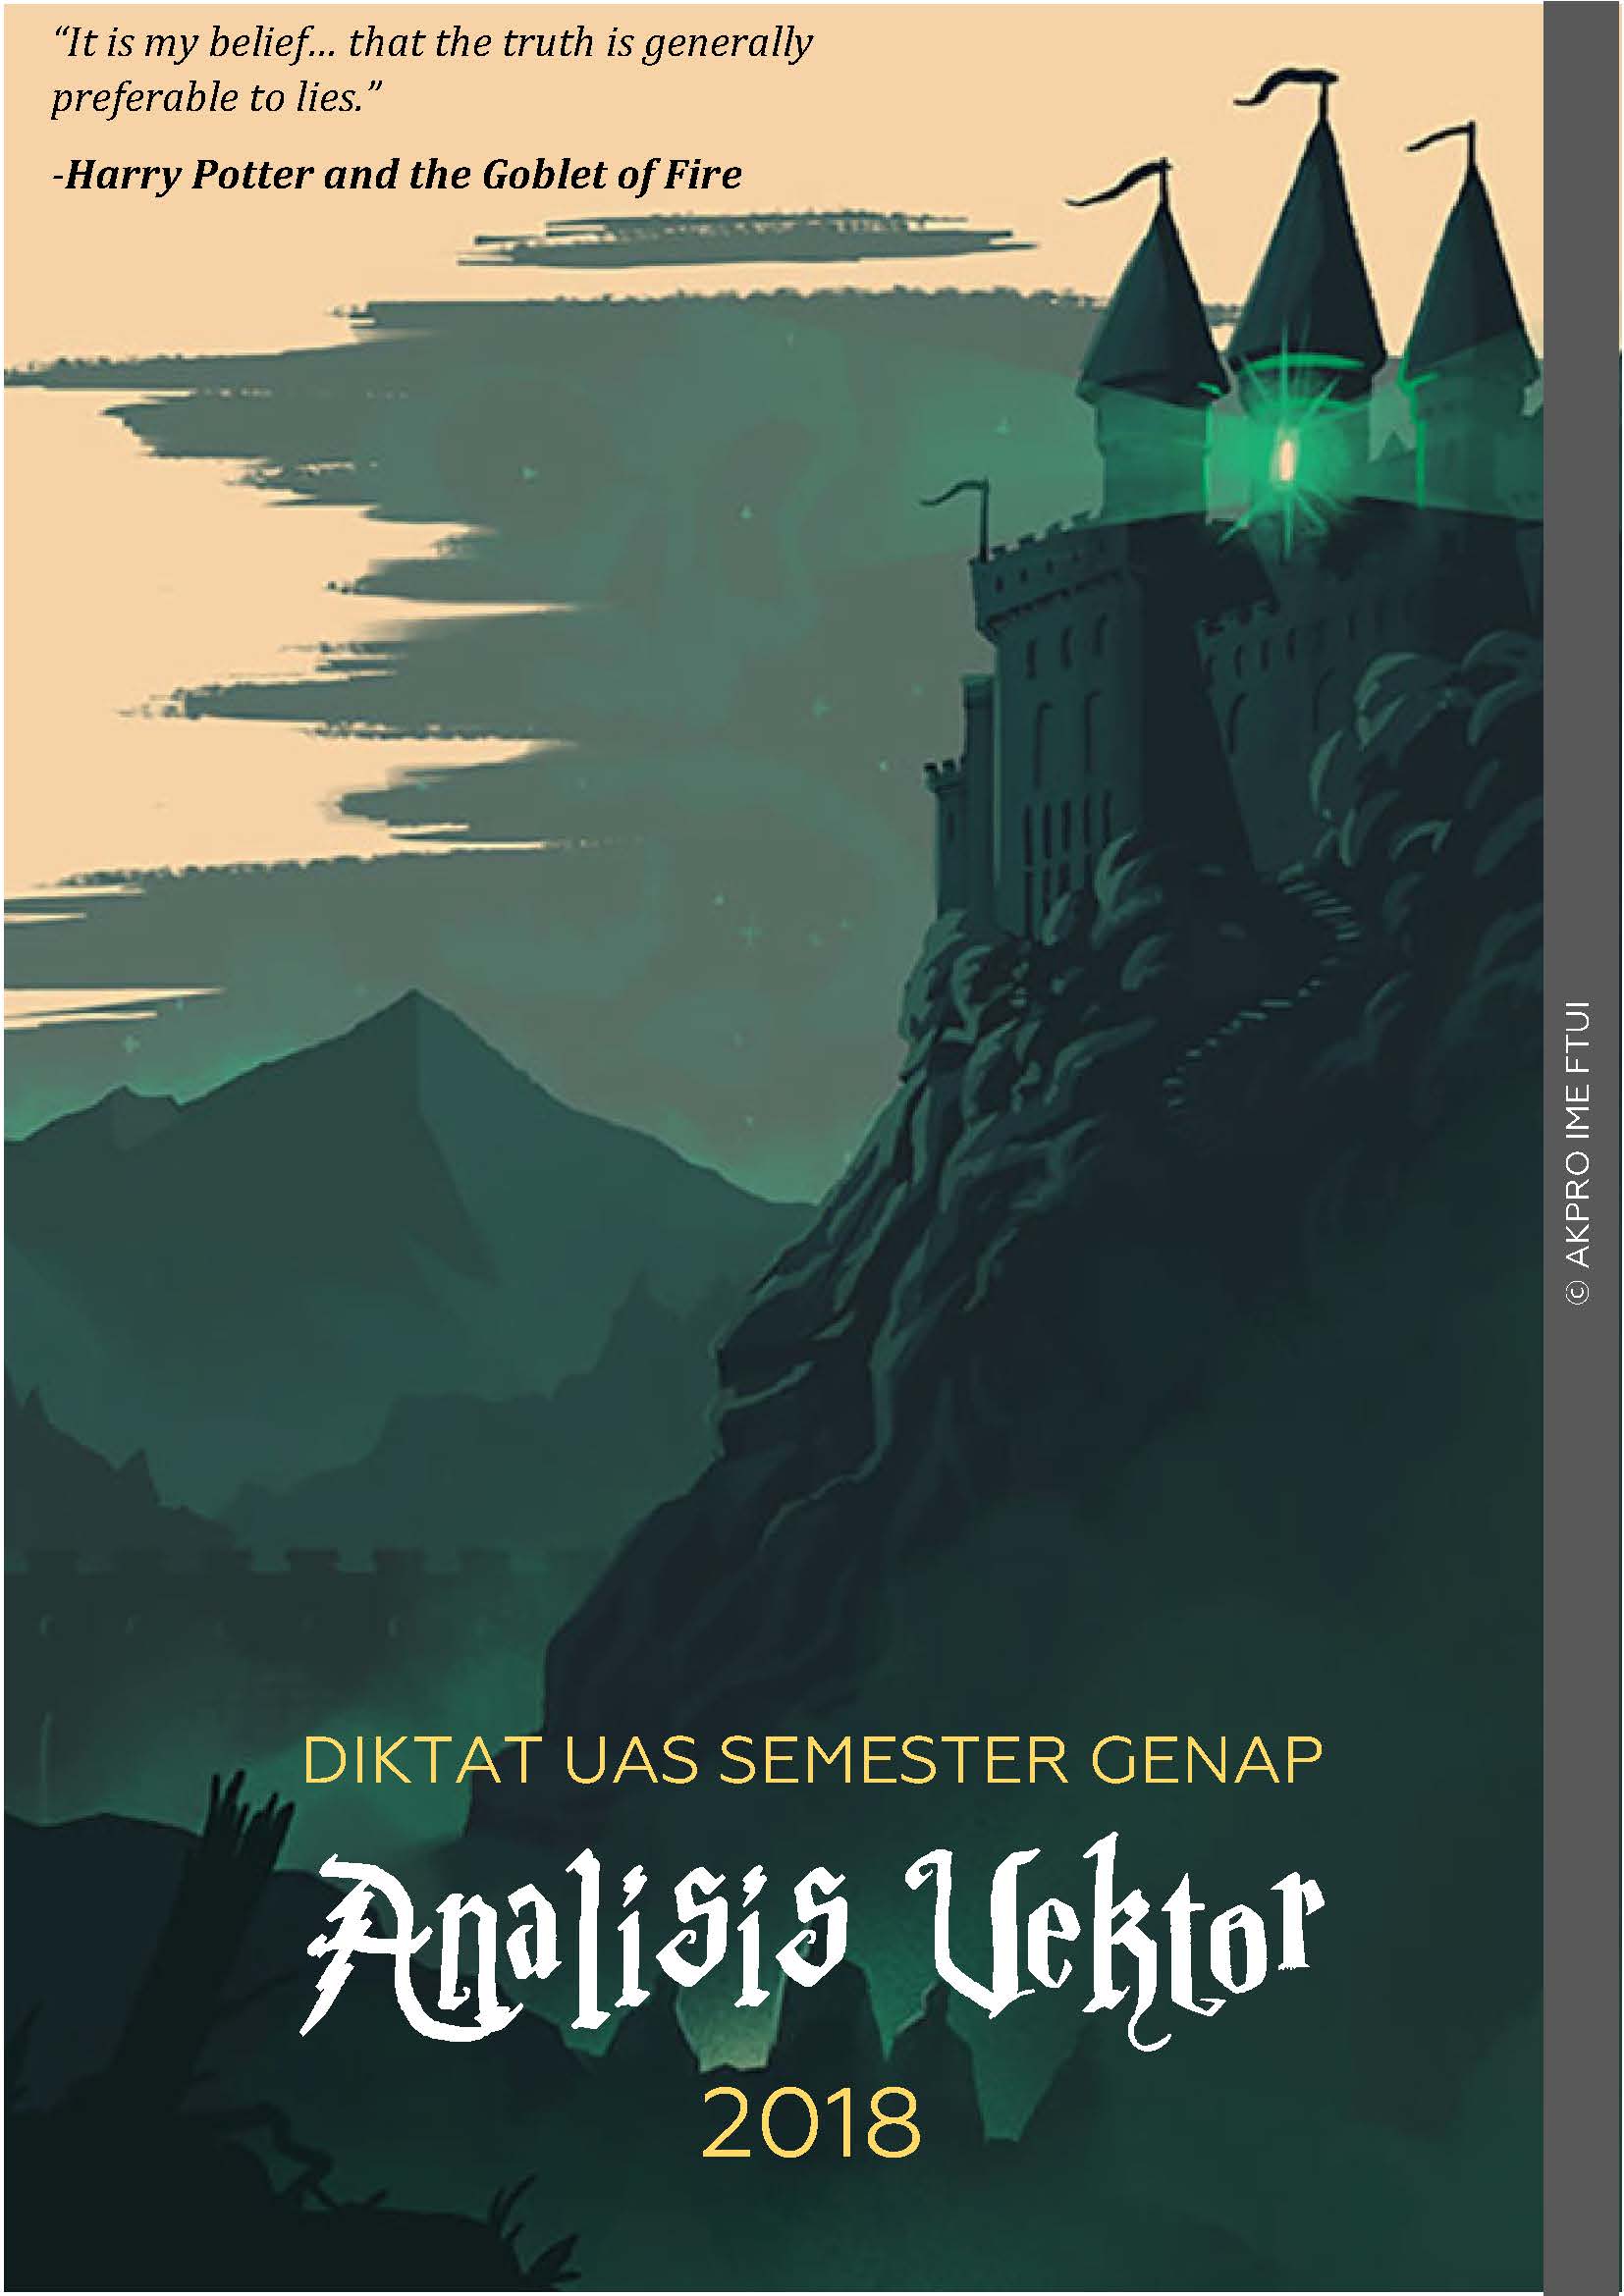 “It is my belief… that the truth is generally
preferable to lies.”
-Harry Potter and the Goblet of Fire
© AKPRO IME FTUI
DIKTAT UAS SEMESTER GENAP
Analisis Vektor
2018